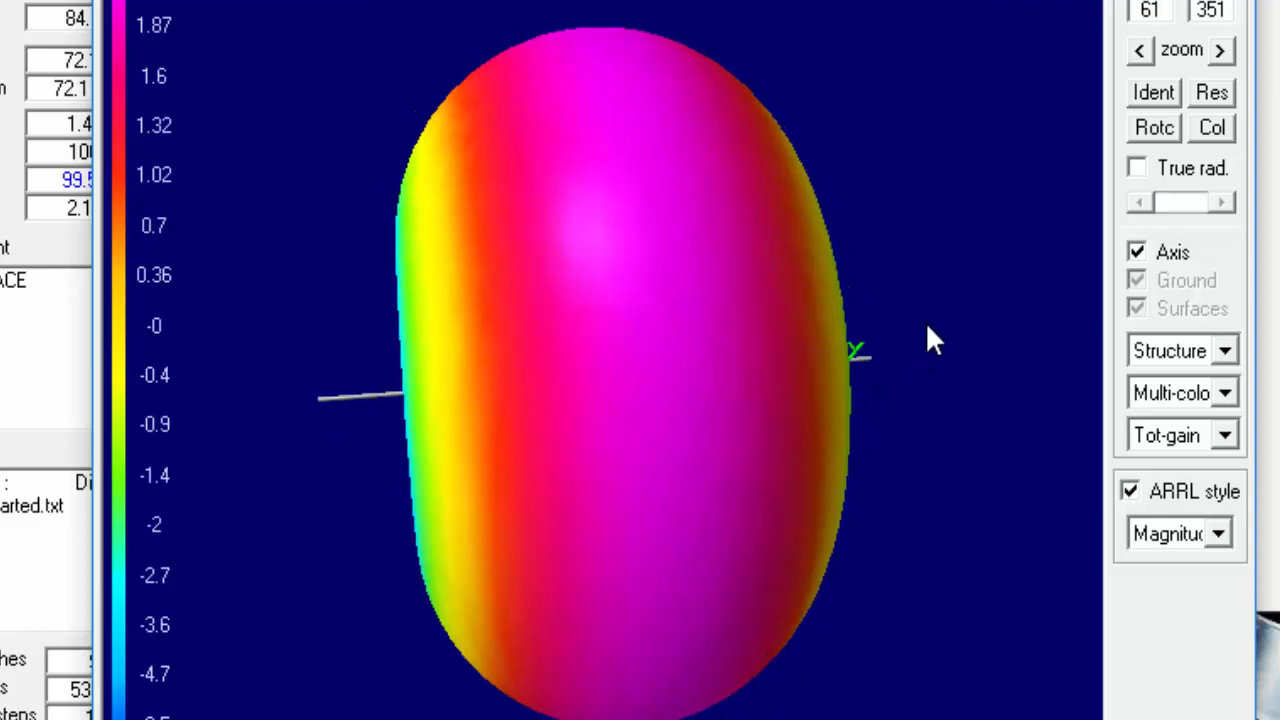 84.
72.
72.1
1.4
10
99.
2.1
nt
ACE
:
Di
arted.txt
hes
s
53
steps
1.87
1.6
1.32
1.02
0.7
0.36
-0
-0.4
-0.9
-1.4
-2
-2.7
-3.6
-4.7
Y
61 351
< zoom >
Ident Res
Rotc Col
True rad.
Axis
Ground
Surfaces
Structure
Multi-colo
Tot-gain
ARRL style
Magnitu